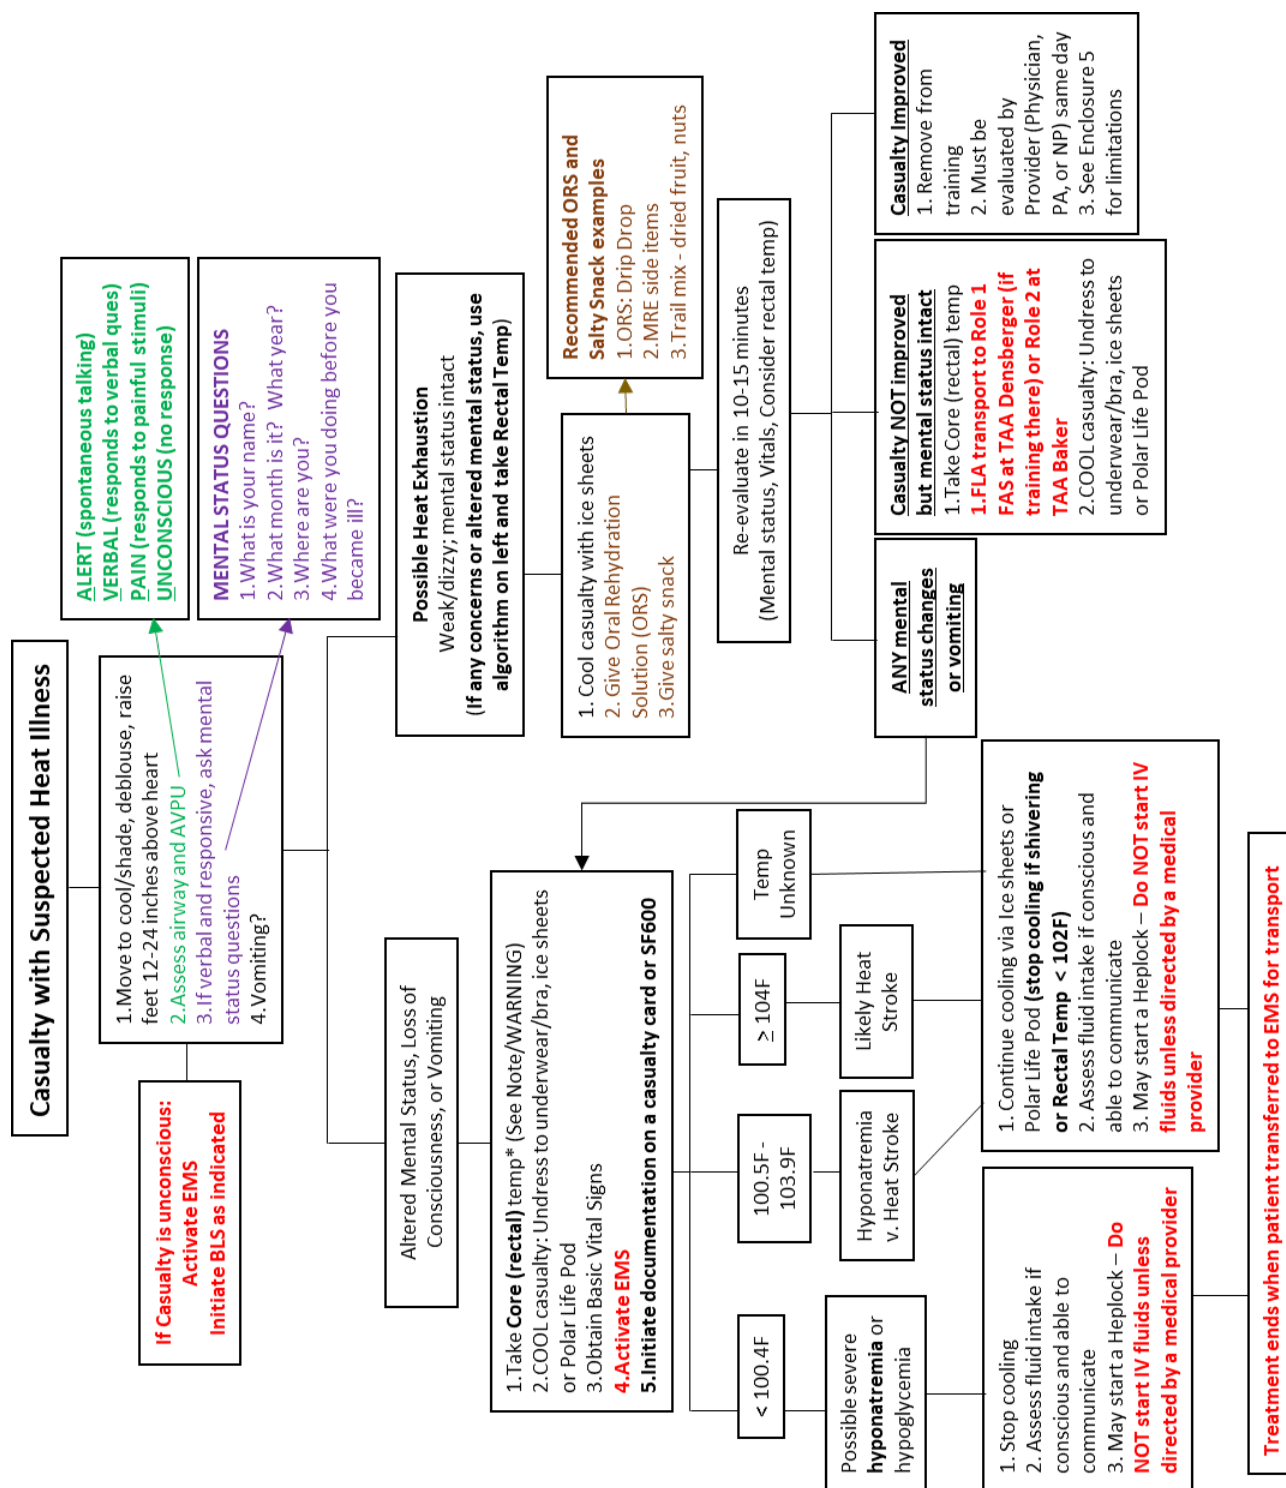 Casualty with Suspected Heat Illness
If Casualty is unconscious:
Activate EMS
Initiate BLS as indicated
1.Move to cool/shade, deblouse, raise
feet 12-24 inches above heart
2.Assess airway and AVPU
3.If verbal and responsive, ask mental
status questions
4.Vomiting?
ALERT (spontaneous talking)
VERBAL (responds to verbal ques)
PAIN (responds to painful stimuli)
UNCONSCIOUS (no response)
MENTAL STATUS QUESTIONS
1.What is your name?
2.What month is it? What year?
3.Where are you?
4.What were you doing before you
became ill?
Altered Mental Status, Loss of
Consciousness, or Vomiting
Possible Heat Exhaustion
Weak/dizzy; mental status intact
(If any concerns or altered mental status, use
algorithm on left and take Rectal Temp)
1.Take Core (rectal) temp* (See Note/WARNING)
2.COOL casualty: Undress to underwear/bra, ice sheets
or Polar Life Pod
3.Obtain Basic Vital Signs
4.Activate EMS
5.Initiate documentation on a casualty card or SF600
1. Cool casualty with ice sheets
2. Give Oral Rehydration
Solution (ORS)
3.Give salty snack
Recommended ORS and
Salty Snack examples
1.ORS: Drip Drop
2.MRE side items
3.Trail mix - dried fruit, nuts
Re-evaluate in 10-15 minutes
(Mental status, Vitals, Consider rectal temp)
< 100.4F
100.5F -
103.9F
≥ 104F
Temp
Unknown
Possible severe
hyponatremia or
hypoglycemia
Hyponatremia
v. Heat Stroke
Likely Heat
Stroke
ANY mental
status changes
or vomiting
Casualty NOT improved
but mental status intact
1.Take Core (rectal) temp
1.FLA transport to Role 1
FAS at TAA Densberger (if
training there) or Role 2 at
TAA Baker
2.COOL casualty: Undress to
underwear/bra, ice sheets
or Polar Life Pod
Casualty Improved
1. Remove from
training
2. Must be
evaluated by
Provider (Physician,
PA, or NP) same day
3. See Enclosure 5
for limitations
1. Stop cooling
2. Assess fluid intake if
conscious and able to
communicate
3. May start a Heplock – Do
NOT start IV fluids unless
directed by a medical provider
1. Continue cooling via Ice sheets or
Polar Life Pod (stop cooling if shivering
or Rectal Temp < 102F)
2. Assess fluid intake if conscious and
able to communicate
3. May start a Heplock – Do NOT start IV
fluids unless directed by a medical
provider
Treatment ends when patient transferred to EMS for transport